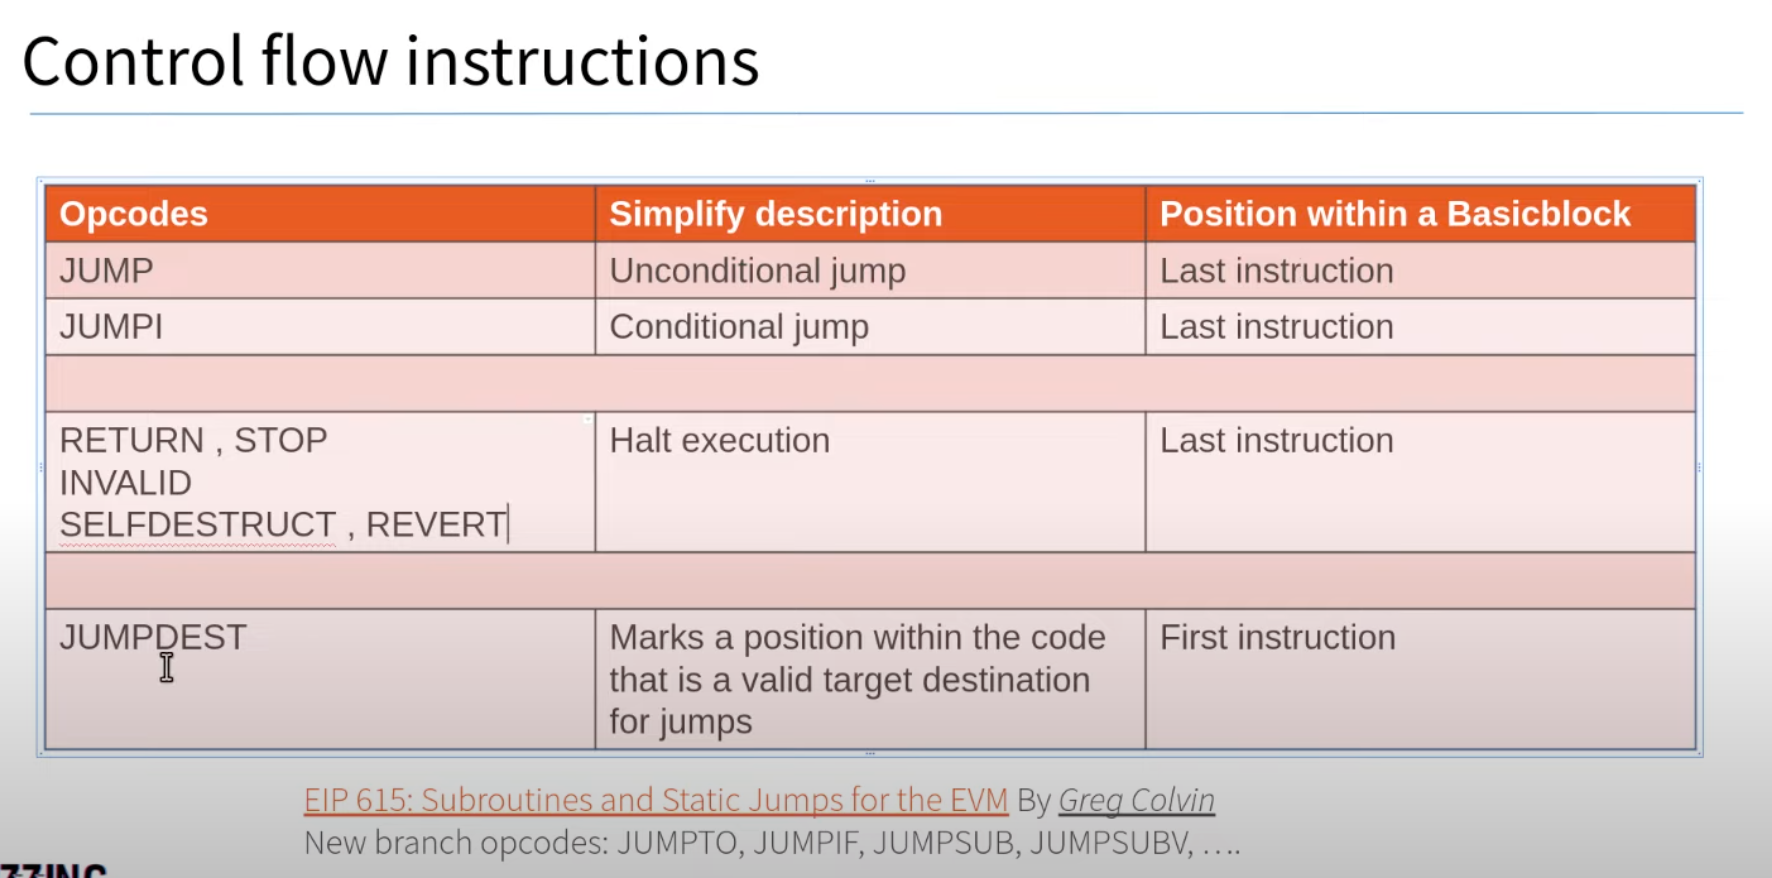 Control flow instructions
Opcodes Simplify description Position within a Basicblock
JUMP Unconditional jump Last instruction
JUMPI Conditional jump Last instruction
RETURN , STOP Halt execution Last instruction
INVALID
SELFDESTRUCT , REVERT
JUMPDEST Marks a position within the code First instruction
that is a valid target destination
for jumps
EIP 615: Subroutines and Static Jumps for the EVM By Greg Colvin
New branch opcodes: JUMPTO, JUMPIF, JUMPSUB, JUMPSUBV, ….